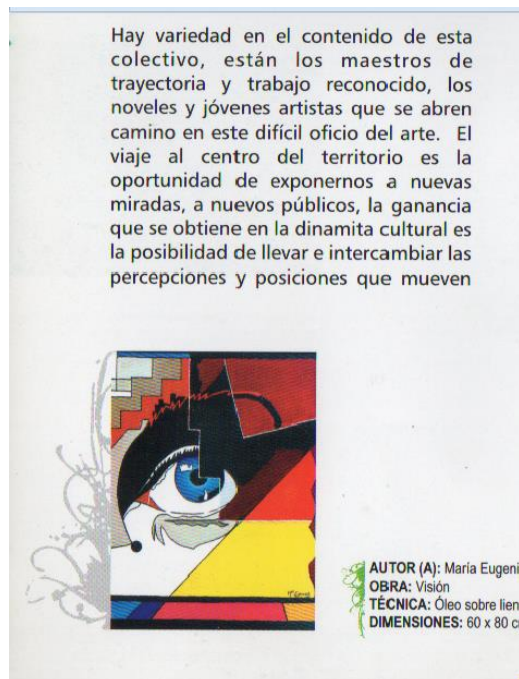 Hay variedad en el contenido de esta
colectivo, están los maestros de
trayectoria y trabajo reconocido, los
noveles y jóvenes artistas que se abren
camino en este difícil oficio del arte. El
viaje al centro del territorio es la
oportunidad de exponernos a nuevas
miradas, a nuevos públicos, la ganancia
que se obtiene en la dinamita cultural es
la posibilidad de llevar e intercambiar las
percepciones y posiciones que mueven
AUTOR (A): María Eugeni
OBRA: Visión
TÉCNICA: Óleo sobre lien
DIMENSIONES: 60 x 80 c